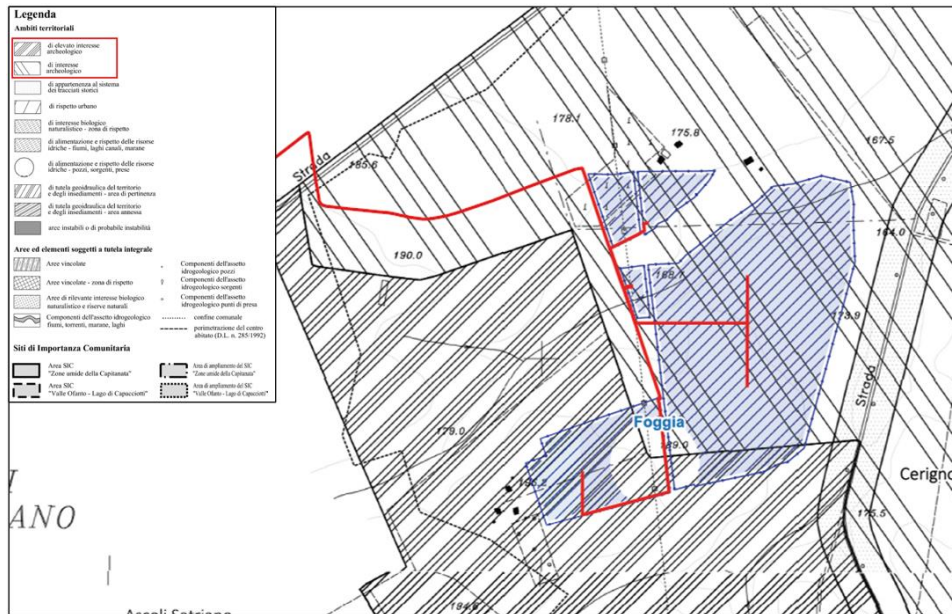 Legenda
Ambiti territoriali
di elevato interesse
archeologico
di interesse
archeologico
di appartenenza al sistema
dei tracciati storici
di rispetto urbano
di interesse biologico
naturalistico - zona di rispetto
di alimentazione e rispetto delle risorse
idriche - fiumi, laghi canali, marane
di alimentazione e rispetto delle risorse
idriche - pozzi, sorgenti, prese
di tutela geoidraulica del territorio
e degli insediamenti - area di pertinenza
di tutela geoidraulica del territorio
e degli insediamenti - area annessa
aree instabili o di probabile instabilità
Aree ed elementi soggetti a tutela integrale
Aree vincolate
Aree vincolate - zona di rispetto
Aree di rilevante interesse biologico
naturalistico e riserve naturali
Componenti dell'assetto idrogeologico
fiumi, torrenti, marane, laghi
Componenti dell'assetto
idrogeologico pozzi
Componenti dell'assetto
idrogeologico sorgenti
Componenti dell'assetto
idrogeologico punti di presa
confine comunale
perimetrazione del centro
abitato (D.L. n. 285/1992)
Siti di Importanza Comunitaria
Area SIC
"Zone umide della Capitanata"
Area SIC
"Valle Ofanto - Lago di Capacciotti"
Area di ampliamento del SIC
"Zone umide della Capitanata"
Area di ampliamento del SIC
"Valle Ofanto - Lago di Capacciotti"
Strada
185.6
178.1
175.8
167.5
164.0
190.0
168.7
173.9
Strada
Foggia
179.0
189.0
Cerigno
175.5
ANO
184.6
Ascoli Satriano